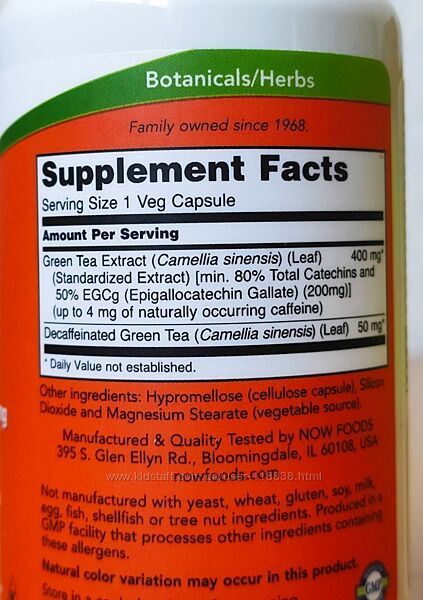 Botanicals/Herbs
Family owned since 1968.
Supplement Facts
Serving Size 1 Veg Capsule
Amount Per Serving
Green Tea Extract (Camellia sinensis) (Leaf) 400 mg*
(Standardized Extract) [min. 80% Total Catechins and
50% EGCg (Epigallocatechin Gallate) (200mg)]
(up to 4 mg of naturally occurring caffeine)
Decaffeinated Green Tea (Camellia sinensis) (Leaf) 50 mg*
* Daily Value not established.
Other ingredients: Hypromellose (cellulose capsule), Silicon
Dioxide and Magnesium Stearate (vegetable source).
Manufactured & Quality Tested by NOW FOODS
395 S. Glen Ellyn Rd., Bloomingdale, IL 60108, USA
nowfoods.com
Not manufactured with yeast, wheat, gluten, soy, milk,
egg, fish, shellfish or tree nut ingredients. Produced in a
GMP facility that processes other ingredients containing
these allergens.
Natural color variation may occur in this product.
Store in a
GMP